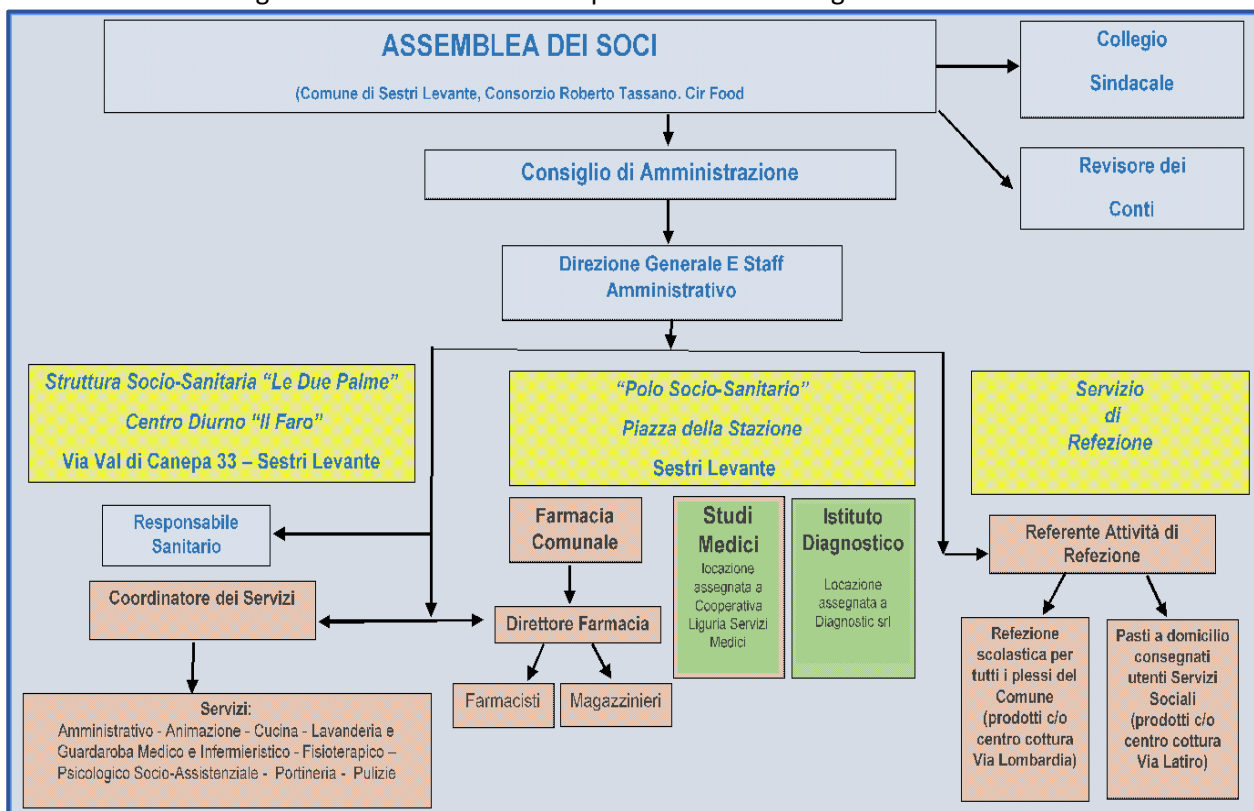 ASSEMBLEA DEI SOCI
(Comune di Sestri Levante, Consorzio Roberto Tassano. Cir Food
Collegio
Sindacale
Revisore dei
Conti
Consiglio di Amministrazione
Direzione Generale E Staff
Amministrativo
Struttura Socio-Sanitaria “Le Due Palme”
Centro Diurno “Il Faro”
Via Val di Canepa 33 – Sestri Levante
“Polo Socio-Sanitario”
Piazza della Stazione
Sestri Levante
Servizio
di
Refezione
Responsabile
Sanitario
Coordinatore dei Servizi
Servizi:
Amministrativo - Animazione - Cucina - Lavanderia e
Guardaroba Medico e Infermieristico - Fisioterapico –
Psicologico Socio-Assistenziale - Portineria - Pulizie
Farmacia
Comunale
Direttore Farmacia
Farmacisti
Magazzinieri
Studi
Medici
locazione
assegnata a
Cooperativa
Liguria Servizi
Medici
Istituto
Diagnostico
Locazione
assegnata a
Diagnostic srl
Referente Attività di
Refezione
Refezione
scolastica per
tutti i plessi del
Comune
(prodotti c/o
centro cottura
Via Lombardia)
Pasti a domicilio
consegnati
utenti Servizi
Sociali
(prodotti c/o
centro cottura
Via Latiro)